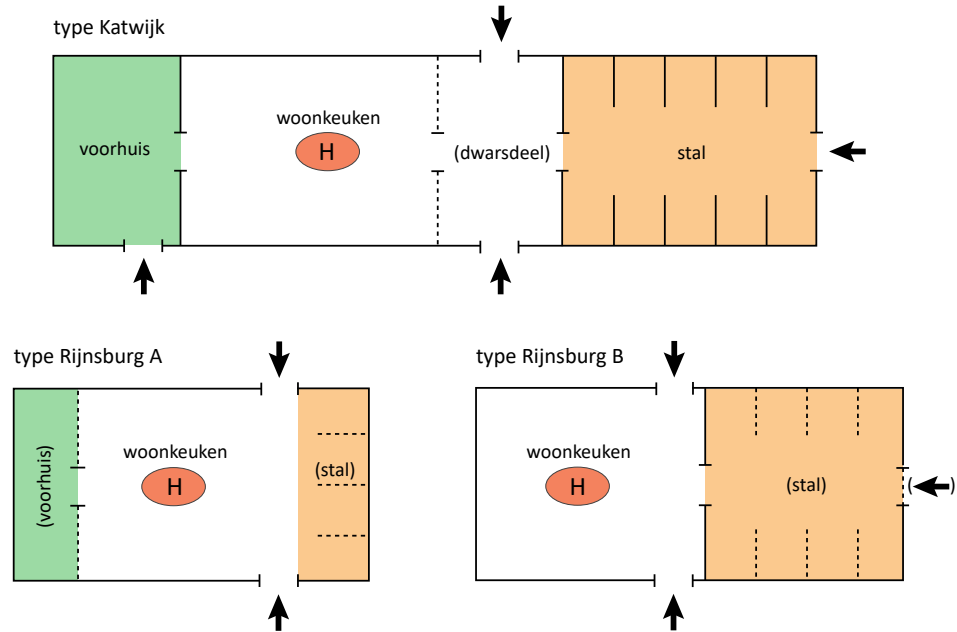 type Katwijk
voorhuis
woonkeuken
H
(dwarsdeel)
stal
type Rijnsburg A
(voorhuis)
woonkeuken
H
(stal)
type Rijnsburg B
woonkeuken
H
(stal)
( )